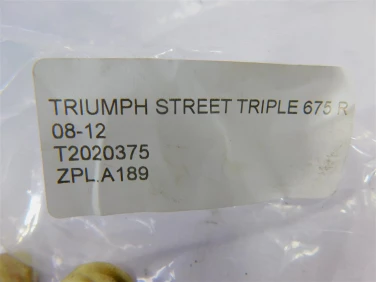 TRIUMPH STREET TRIPLE 675 R
08-12
T2020375
ZPL.A189